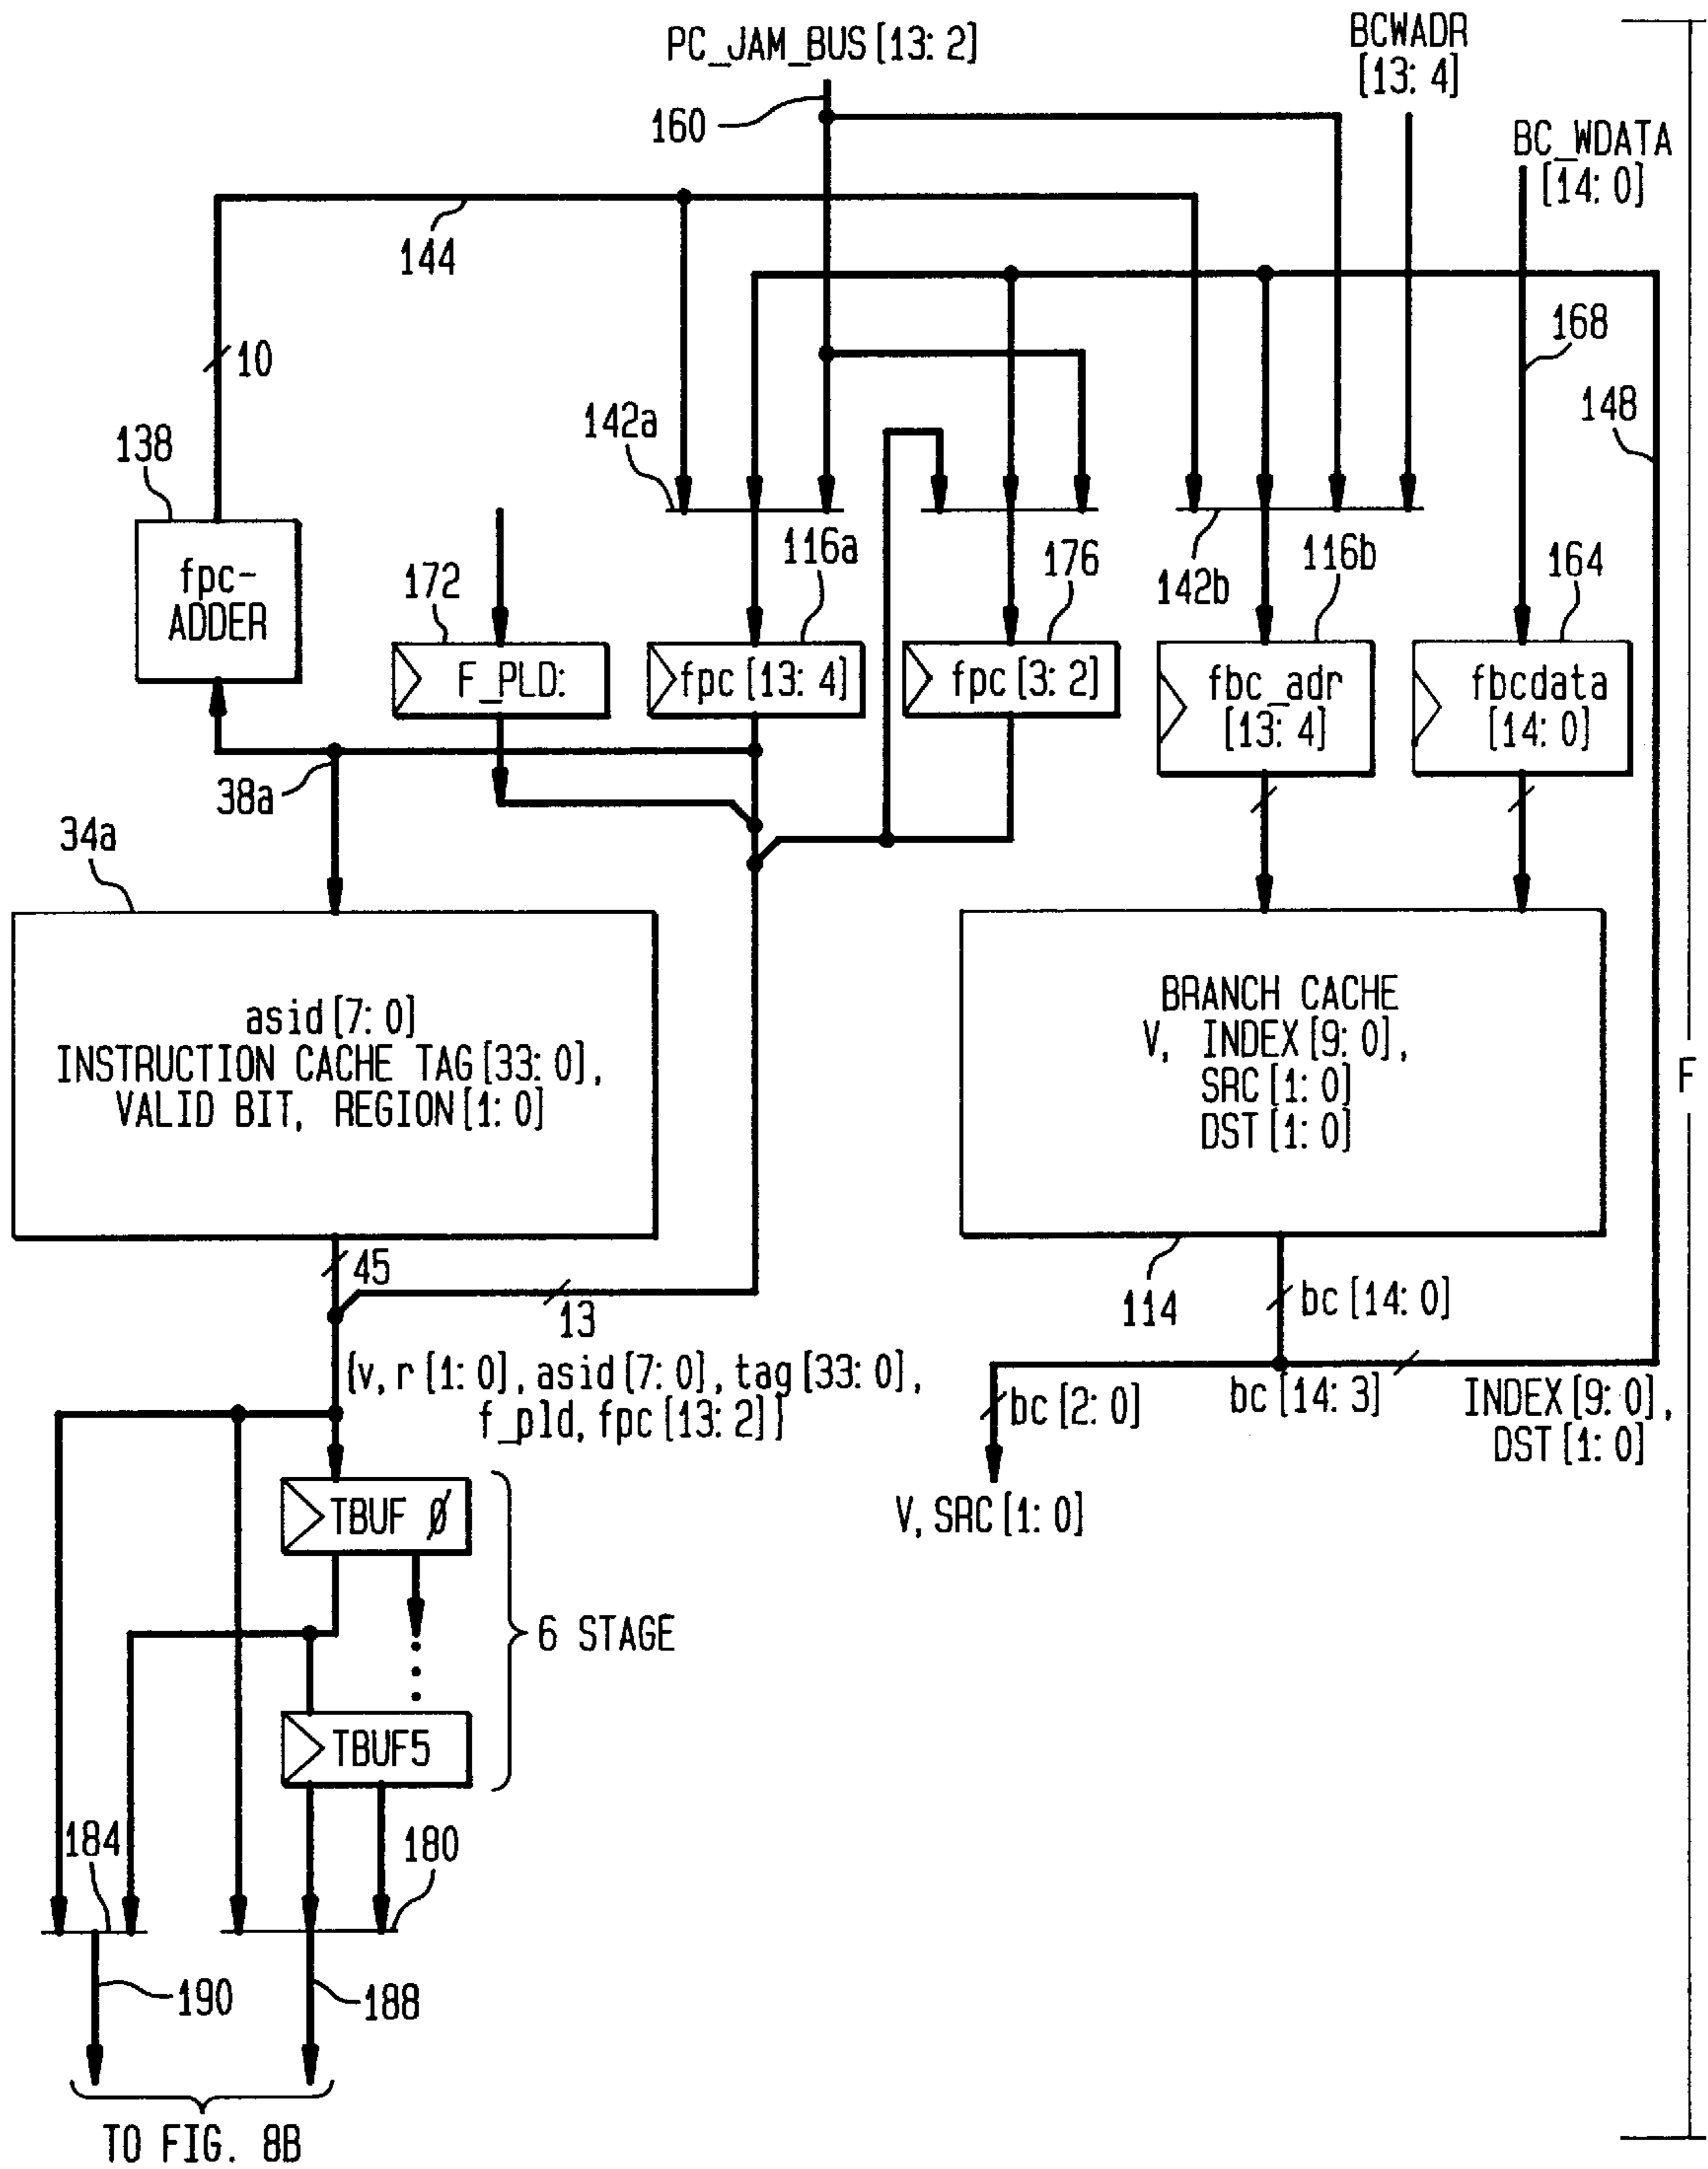 PC_JAM_BUS [13: 2]
BCWADR
[13: 4]
160
BC_WDATA
[14: 0]
144
10
168
148
142a
138
fpc-
ADDER
172
116a
176
142b
116b
164
F_PLD:
fpc [13: 4]
fpc [3: 2]
fbc_adr
[13: 4]
fbcdata
[14: 0]
38a
34a
asid [7: 0]
INSTRUCTION CACHE TAG [33: 0],
VALID BIT, REGION [1: 0]
BRANCH CACHE
V, INDEX [9: 0],
SRC [1: 0]
DST [1: 0]
F
45
13
114
bc [14: 0]
{v, r [1: 0], asid [7: 0], tag [33: 0],
f_pld, fpc [13: 2]}
bc [2: 0]
bc [14: 3]
INDEX [9: 0],
DST [1: 0]
V, SRC [1: 0]
TBUF Ø
6 STAGE
TBUF5
184
180
190
188
TO FIG. 8B